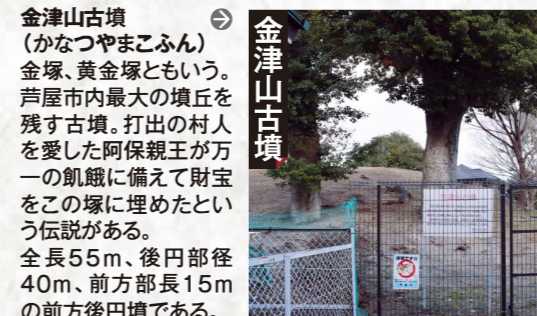 金津山古墳
(かなつやまこふん)
金塚、黄金塚ともいう。
芦屋市内最大の墳丘を
残す古墳。打出の村人
を愛した阿保親王が万
一の飢餓に備えて財宝
をこの塚に埋めたとい
う伝説がある。
全長55m、後円部径
40m、前方部長15m
の前方後円墳である。
金津山古墳